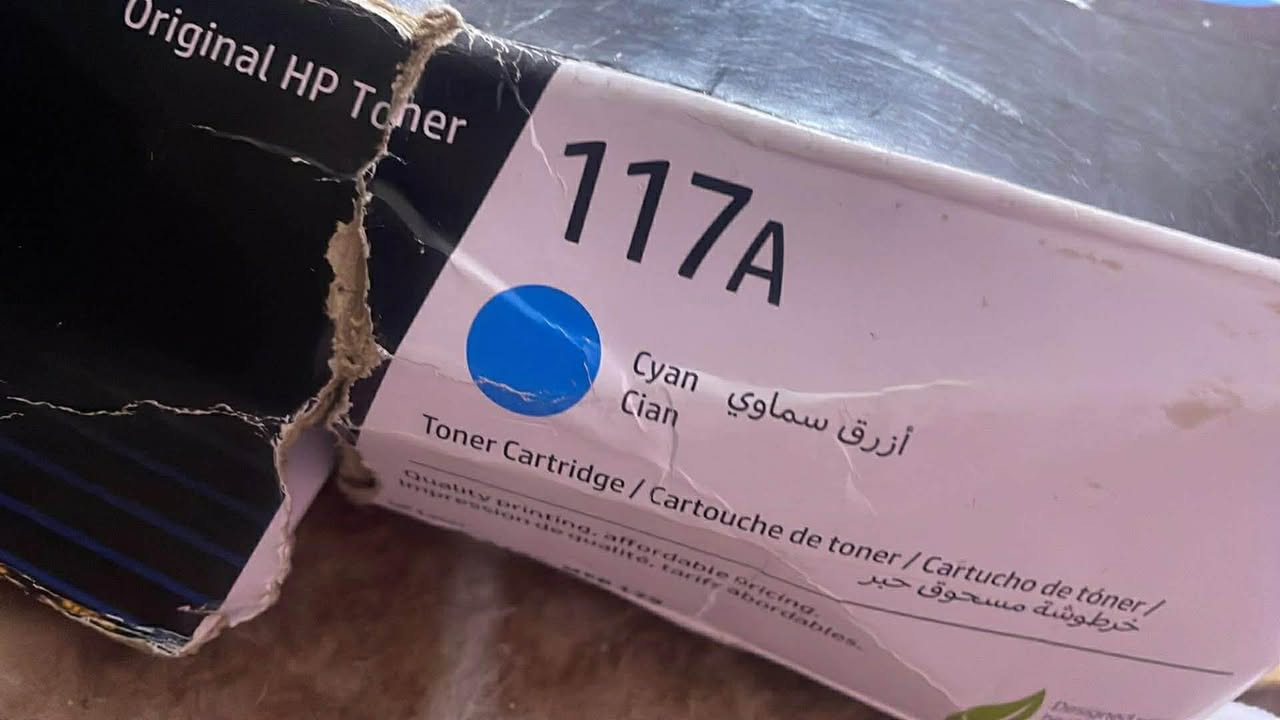 Original HP Toner
117A
Cyan
Cian
أزرق سماوي
Toner Cartridge / Cartouche de toner / Cartucho de tóner /
خرطوشة مسحوق حبر
Quality printing, affordable pricing.
Impression de qualité, tarifs abordables.
Designed